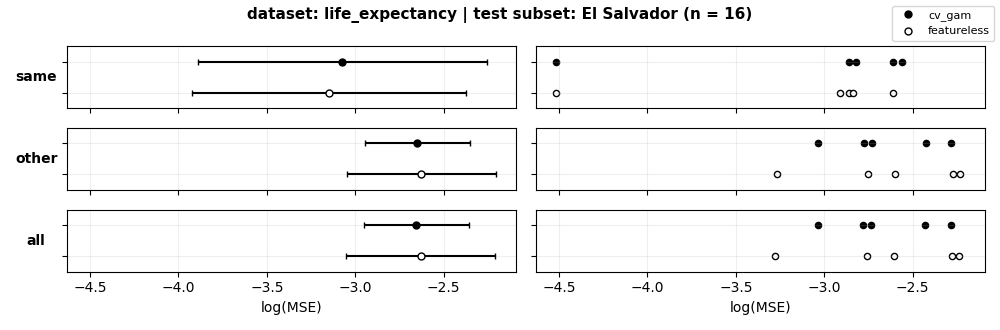 dataset: life_expectancy | test subset: El Salvador (n = 16)
cv_gam
featureless
same
other
all
−4.5 −4.0 −3.5 −3.0 −2.5 −4.5 −4.0 −3.5 −3.0 −2.5
log(MSE) log(MSE)